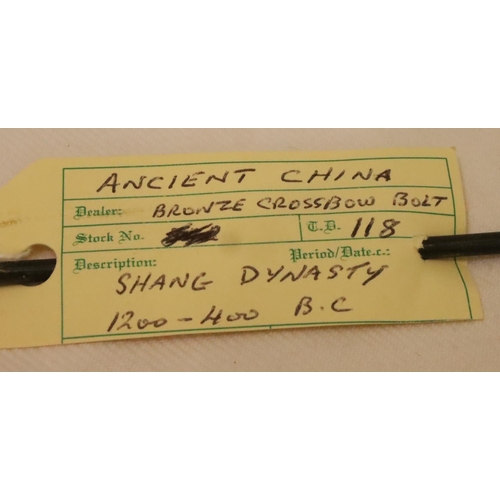 ANCIENT CHINA
Dealer: BRONZE CROSSBOW BOLT
Stock No. T.D. 118
Description: Period/Date.c.:
SHANG DYNASTY
1200-400 B.C